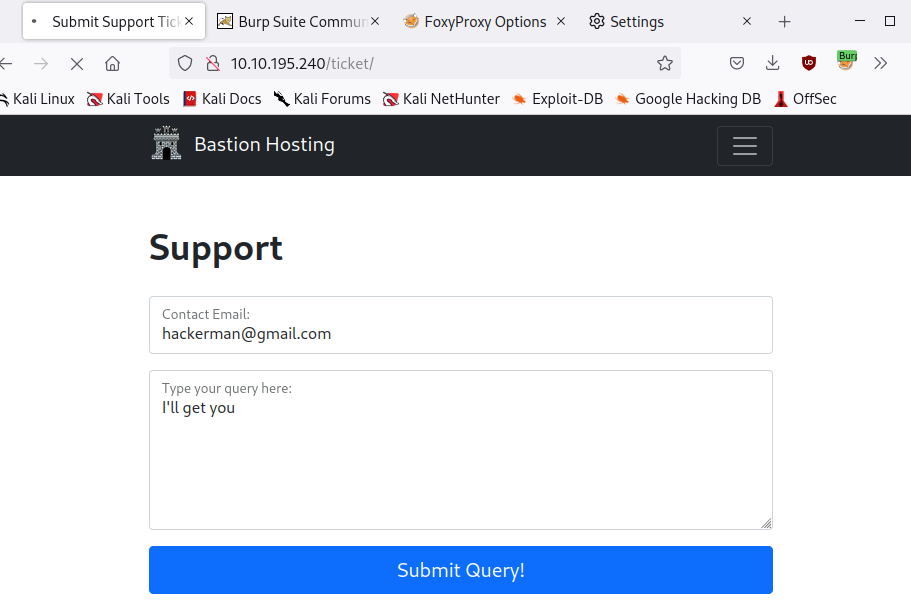 Submit Support Tick
Burp Suite Commun
FoxyProxy Options
Settings
10.10.195.240/ticket/
Burp
Kali Linux
Kali Tools
Kali Docs
Kali Forums
Kali NetHunter
Exploit-DB
Google Hacking DB
OffSec
Bastion Hosting
Support
Contact Email:
hackerman@gmail.com
Type your query here:
I'll get you
Submit Query!